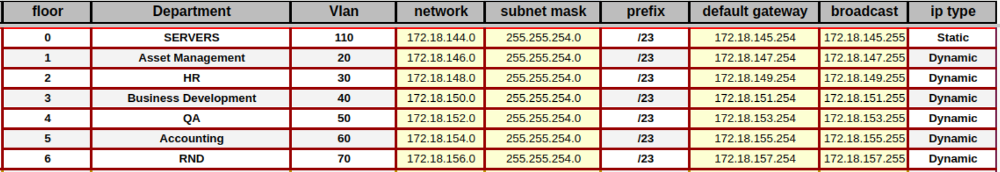 floor Department Vlan network subnet mask prefix default gateway broadcast ip type
0 SERVERS 110 172.18.144.0 255.255.254.0 /23 172.18.145.254 172.18.145.255 Static
1 Asset Management 20 172.18.146.0 255.255.254.0 /23 172.18.147.254 172.18.147.255 Dynamic
2 HR 30 172.18.148.0 255.255.254.0 /23 172.18.149.254 172.18.149.255 Dynamic
3 Business Development 40 172.18.150.0 255.255.254.0 /23 172.18.151.254 172.18.151.255 Dynamic
4 QA 50 172.18.152.0 255.255.254.0 /23 172.18.153.254 172.18.153.255 Dynamic
5 Accounting 60 172.18.154.0 255.255.254.0 /23 172.18.155.254 172.18.155.255 Dynamic
6 RND 70 172.18.156.0 255.255.254.0 /23 172.18.157.254 172.18.157.255 Dynamic